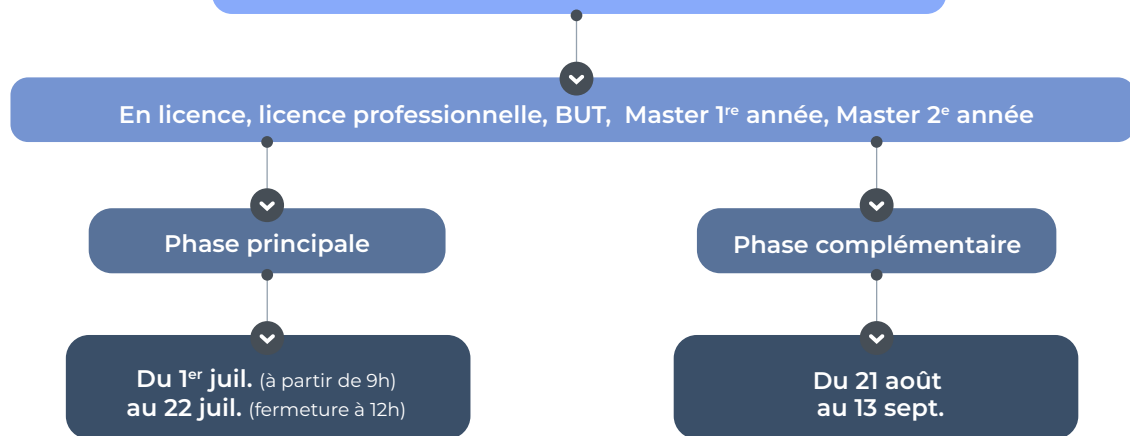 En licence, licence professionnelle, BUT, Master 1re année, Master 2e année
Phase principale
Phase complémentaire
Du 1er juil. (à partir de 9h)
au 22 juil. (fermeture à 12h)
Du 21 août
au 13 sept.